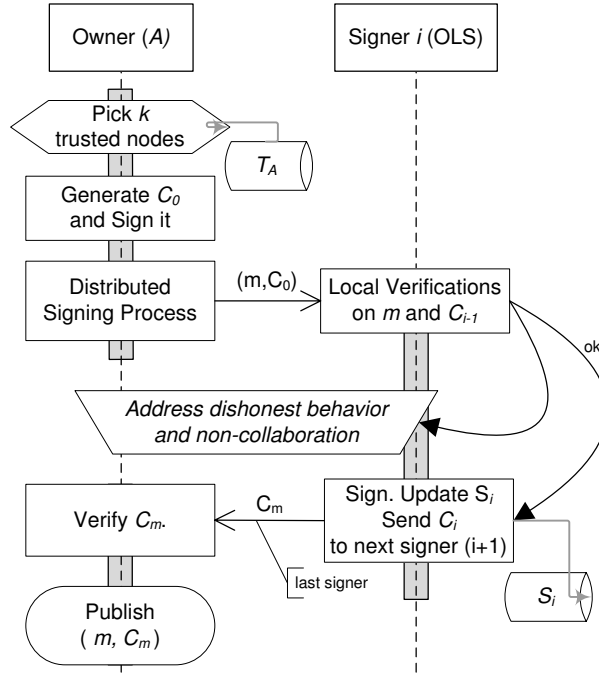 Owner (A)
Signer i (OLS)
Pick k
trusted nodes
T_A
Generate C_0
and Sign it
Distributed
Signing Process
(m,C_0)
Local Verifications
on m and C_{i-1}
ok
Address dishonest behavior
and non-collaboration
Verify C_m.
C_m
last signer
Sign. Update S_i
Send C_i
to next signer (i+1)
S_i
Publish
( m, C_m)